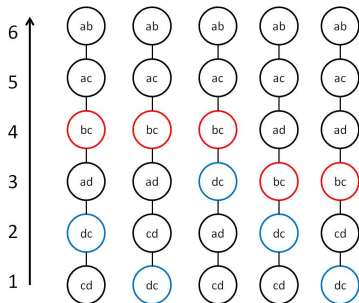 6 ab ab ab ab ab
5 ac ac ac ac ac
4 bc bc bc ad ad
3 ad ad dc bc bc
2 dc cd ad dc cd
1 cd dc cd cd dc